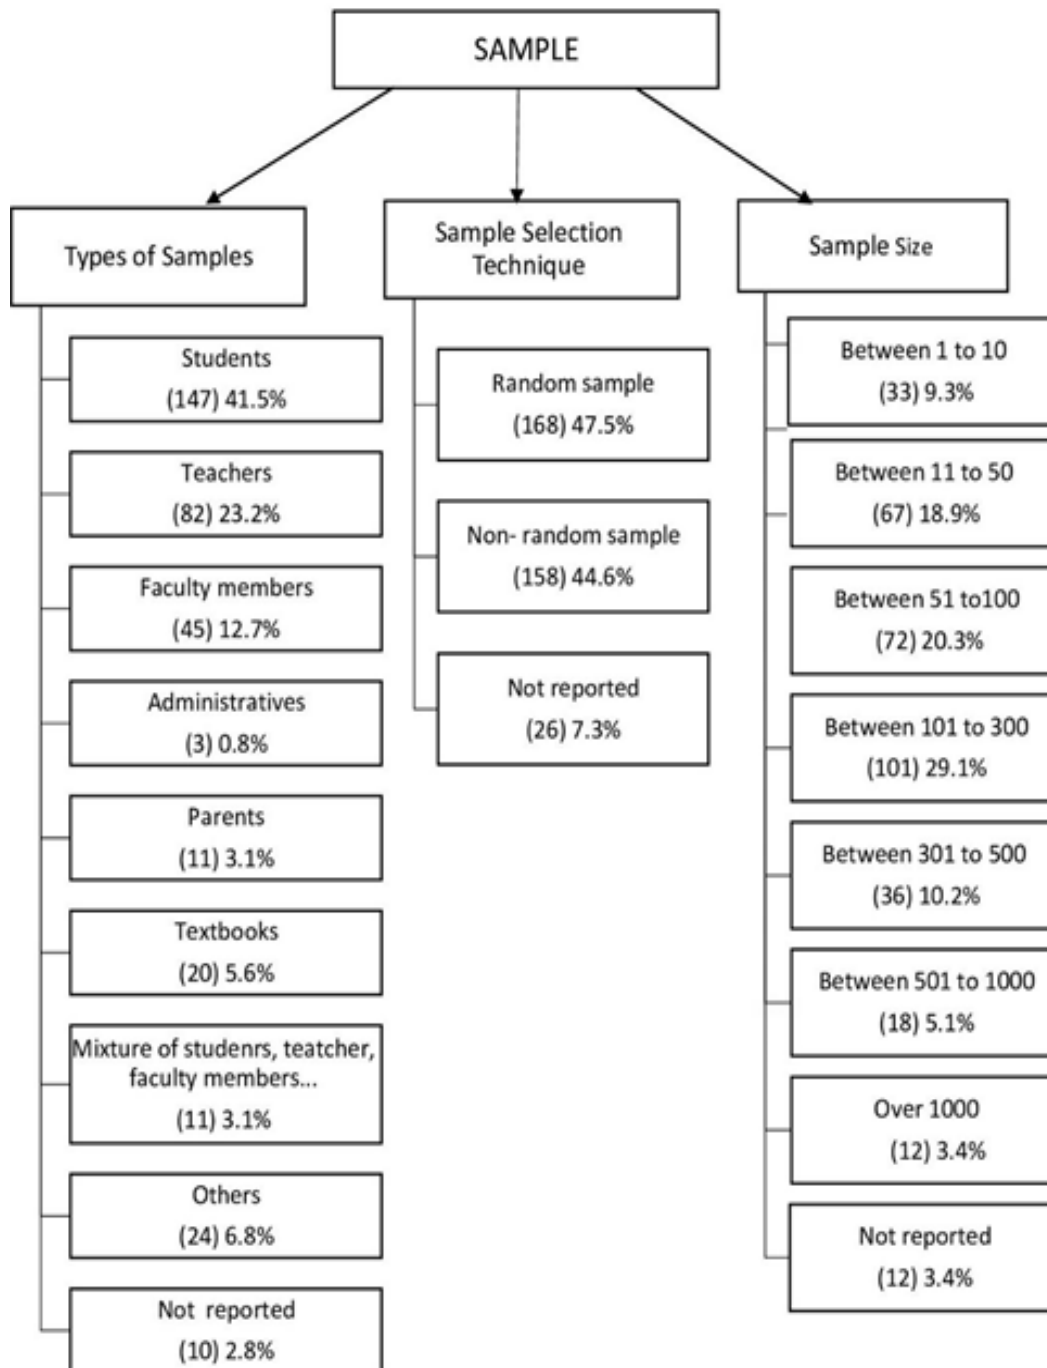 SAMPLE
Types of Samples
Students
(147) 41.5%
Teachers
(82) 23.2%
Faculty members
(45) 12.7%
Administratives
(3) 0.8%
Parents
(11) 3.1%
Textbooks
(20) 5.6%
Mixture of studenrs, teatcher,
faculty members...
(11) 3.1%
Others
(24) 6.8%
Not reported
(10) 2.8%
Sample Selection
Technique
Random sample
(168) 47.5%
Non- random sample
(158) 44.6%
Not reported
(26) 7.3%
Sample Size
Between 1 to 10
(33) 9.3%
Between 11 to 50
(67) 18.9%
Between 51 to100
(72) 20.3%
Between 101 to 300
(101) 29.1%
Between 301 to 500
(36) 10.2%
Between 501 to 1000
(18) 5.1%
Over 1000
(12) 3.4%
Not reported
(12) 3.4%